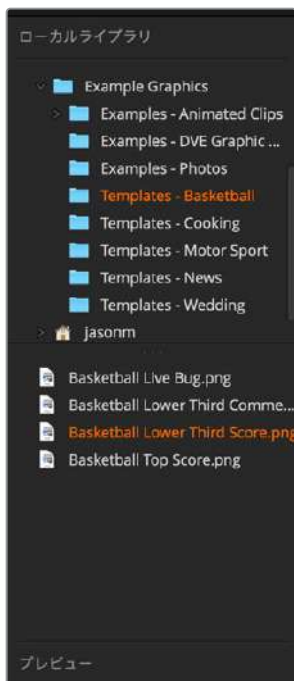 ローカルライブラリ
Example Graphics
Examples - Animated Clips
Examples - DVE Graphic ...
Examples - Photos
Templates - Basketball
Templates - Cooking
Templates - Motor Sport
Templates - News
Templates - Wedding
jasonm
Basketball Live Bug.png
Basketball Lower Third Comme...
Basketball Lower Third Score.png
Basketball Top Score.png
プレビュー